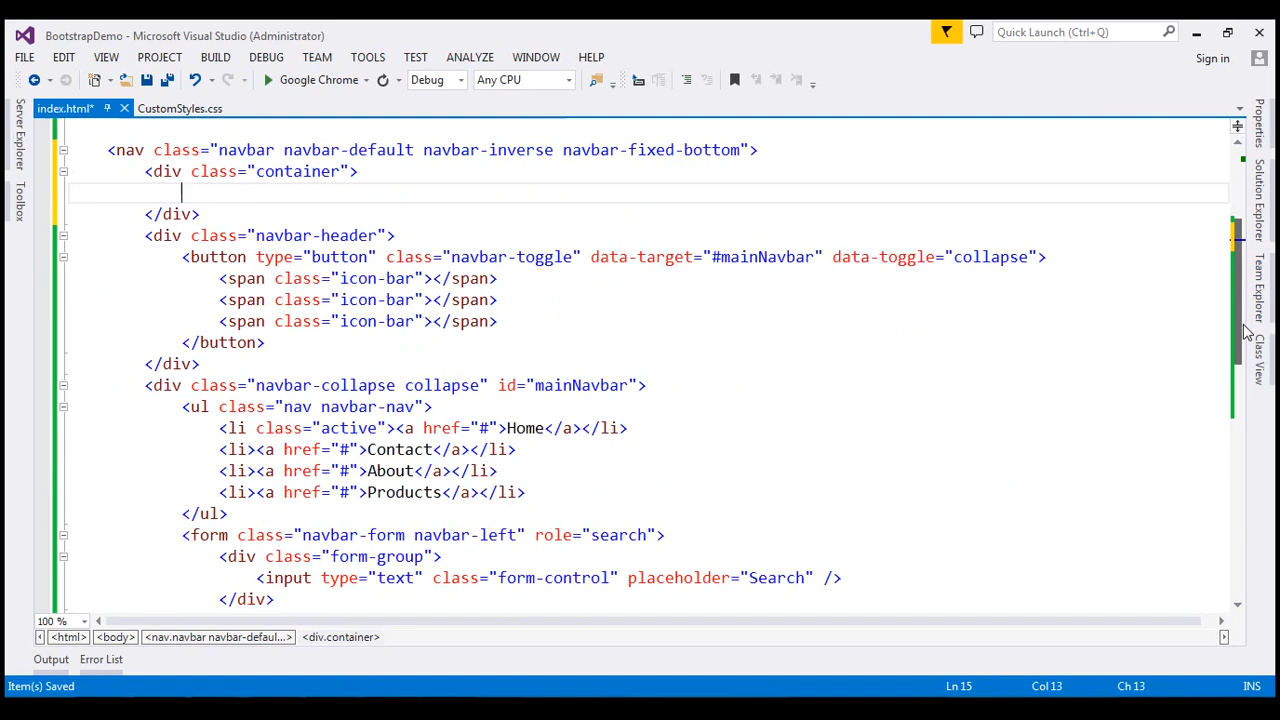 BootstrapDemo - Microsoft Visual Studio (Administrator)
Quick Launch (Ctrl+Q)
FILE EDIT VIEW PROJECT BUILD DEBUG TEAM TOOLS TEST ANALYZE WINDOW HELP
Sign in
Google Chrome Debug Any CPU
index.html* CustomStyles.css
Server Explorer
Toolbox
<nav class="navbar navbar-default navbar-inverse navbar-fixed-bottom">
<div class="container">
</div>
<div class="navbar-header">
<button type="button" class="navbar-toggle" data-target="#mainNavbar" data-toggle="collapse">
<span class="icon-bar"></span>
<span class="icon-bar"></span>
<span class="icon-bar"></span>
</button>
</div>
<div class="navbar-collapse collapse" id="mainNavbar">
<ul class="nav navbar-nav">
<li class="active"><a href="#">Home</a></li>
<li><a href="#">Contact</a></li>
<li><a href="#">About</a></li>
<li><a href="#">Products</a></li>
</ul>
<form class="navbar-form navbar-left" role="search">
<div class="form-group">
<input type="text" class="form-control" placeholder="Search" />
</div>
Properties
Solution Explorer
Team Explorer
Class View
100 %
<html> <body> <nav.navbar navbar-defaul...> <div.container>
Output Error List
Item(s) Saved Ln 15 Col 13 Ch 13 INS